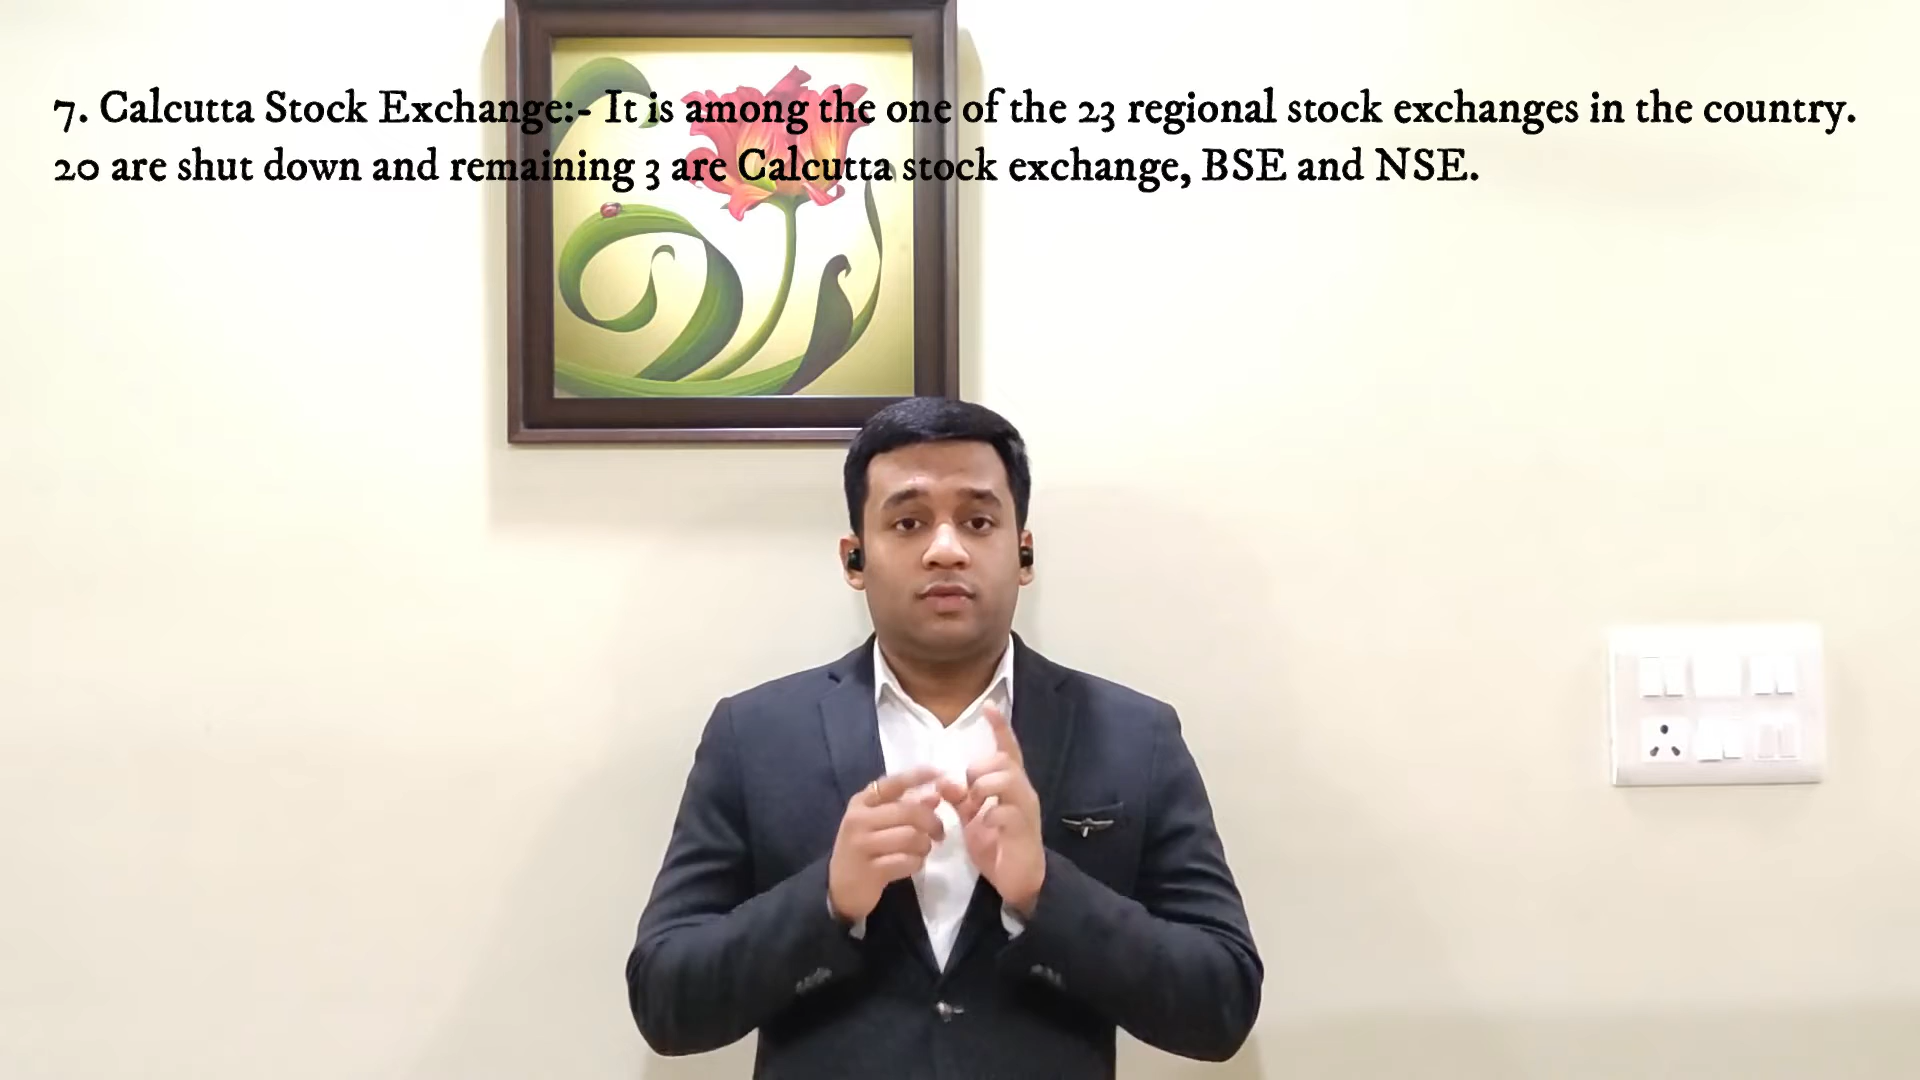 7. Calcutta Stock Exchange:- It is among the one of the 23 regional stock exchanges in the country.
20 are shut down and remaining 3 are Calcutta stock exchange, BSE and NSE.